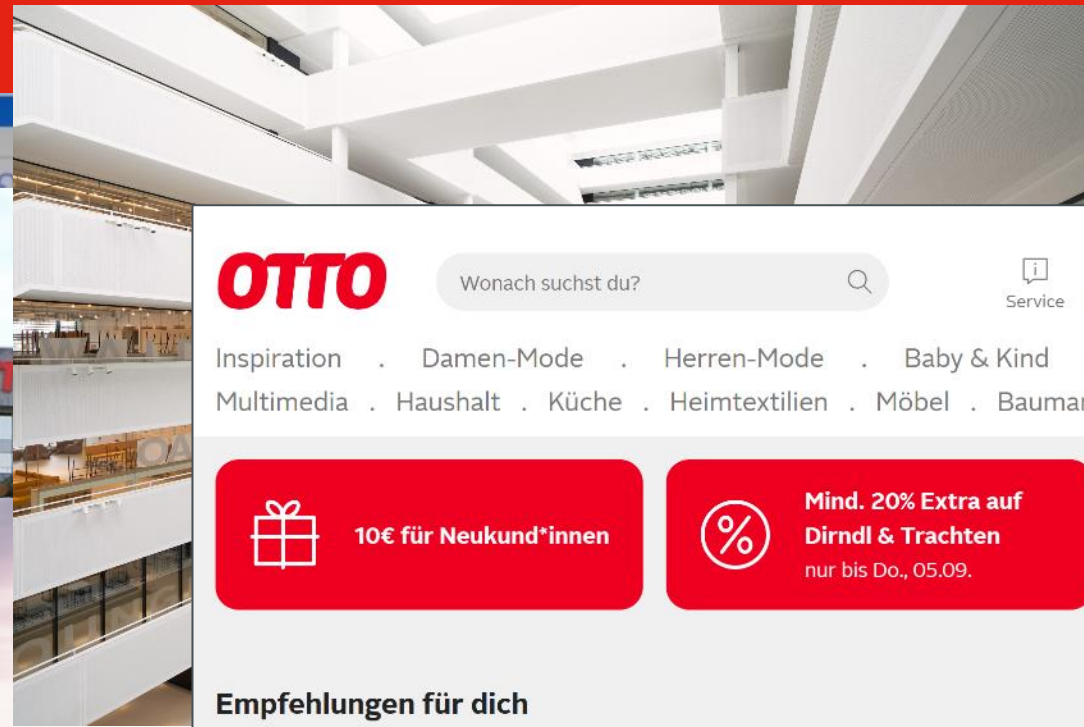 OTTO
Wonach suchst du?
Service
Inspiration . Damen-Mode . Herren-Mode . Baby & Kind
Multimedia . Haushalt . Küche . Heimtextilien . Möbel .
10€ für Neukund*innen
Mind. 20% Extra auf
Dirndl & Trachten
nur bis Do., 05.09.
Empfehlungen für dich